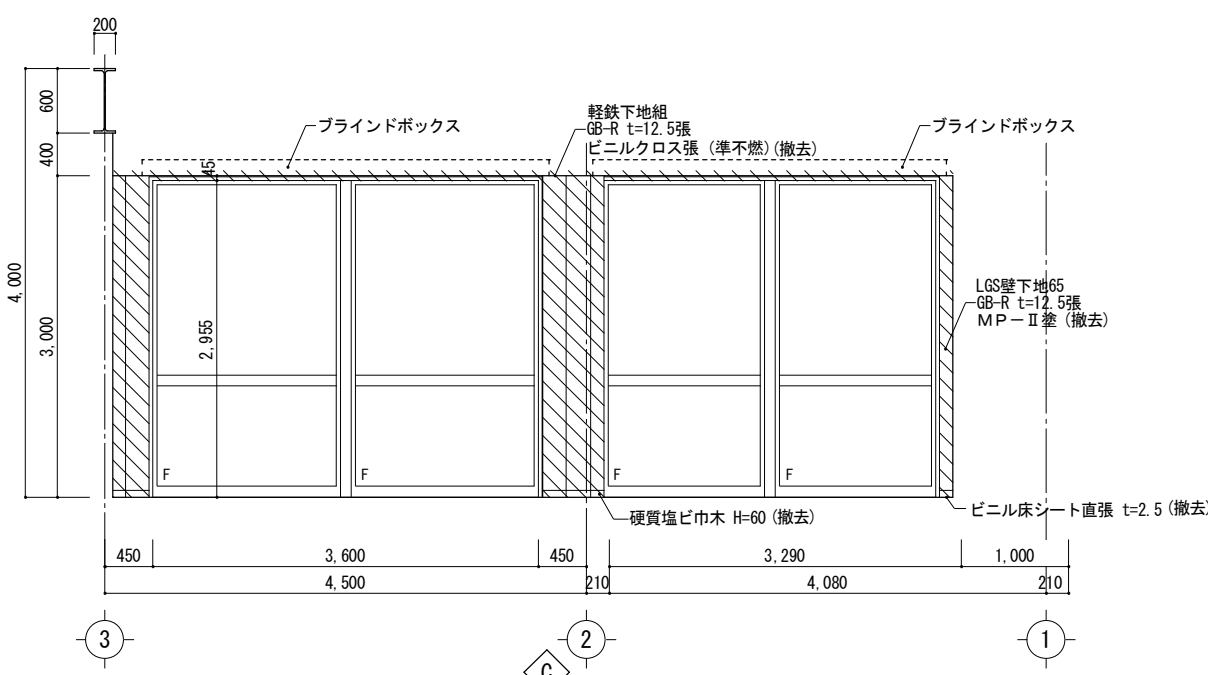 200
600
400
4,000
3,000
ブラインドボックス
軽鉄下地組
GB-R t=12.5張
ビニルクロス張 (準不燃) (撤去)
ブラインドボックス
45
2,955
LGS壁下地65
GB-R t=12.5張
MP－Ⅱ塗 (撤去)
F
F
F
F
硬質塩ビ巾木 H=60 (撤去)
ビニル床シート直張 t=2.5 (撤去)
450
3,600
450
3,290
1,000
4,500
210
4,080
210
3
2
1
C